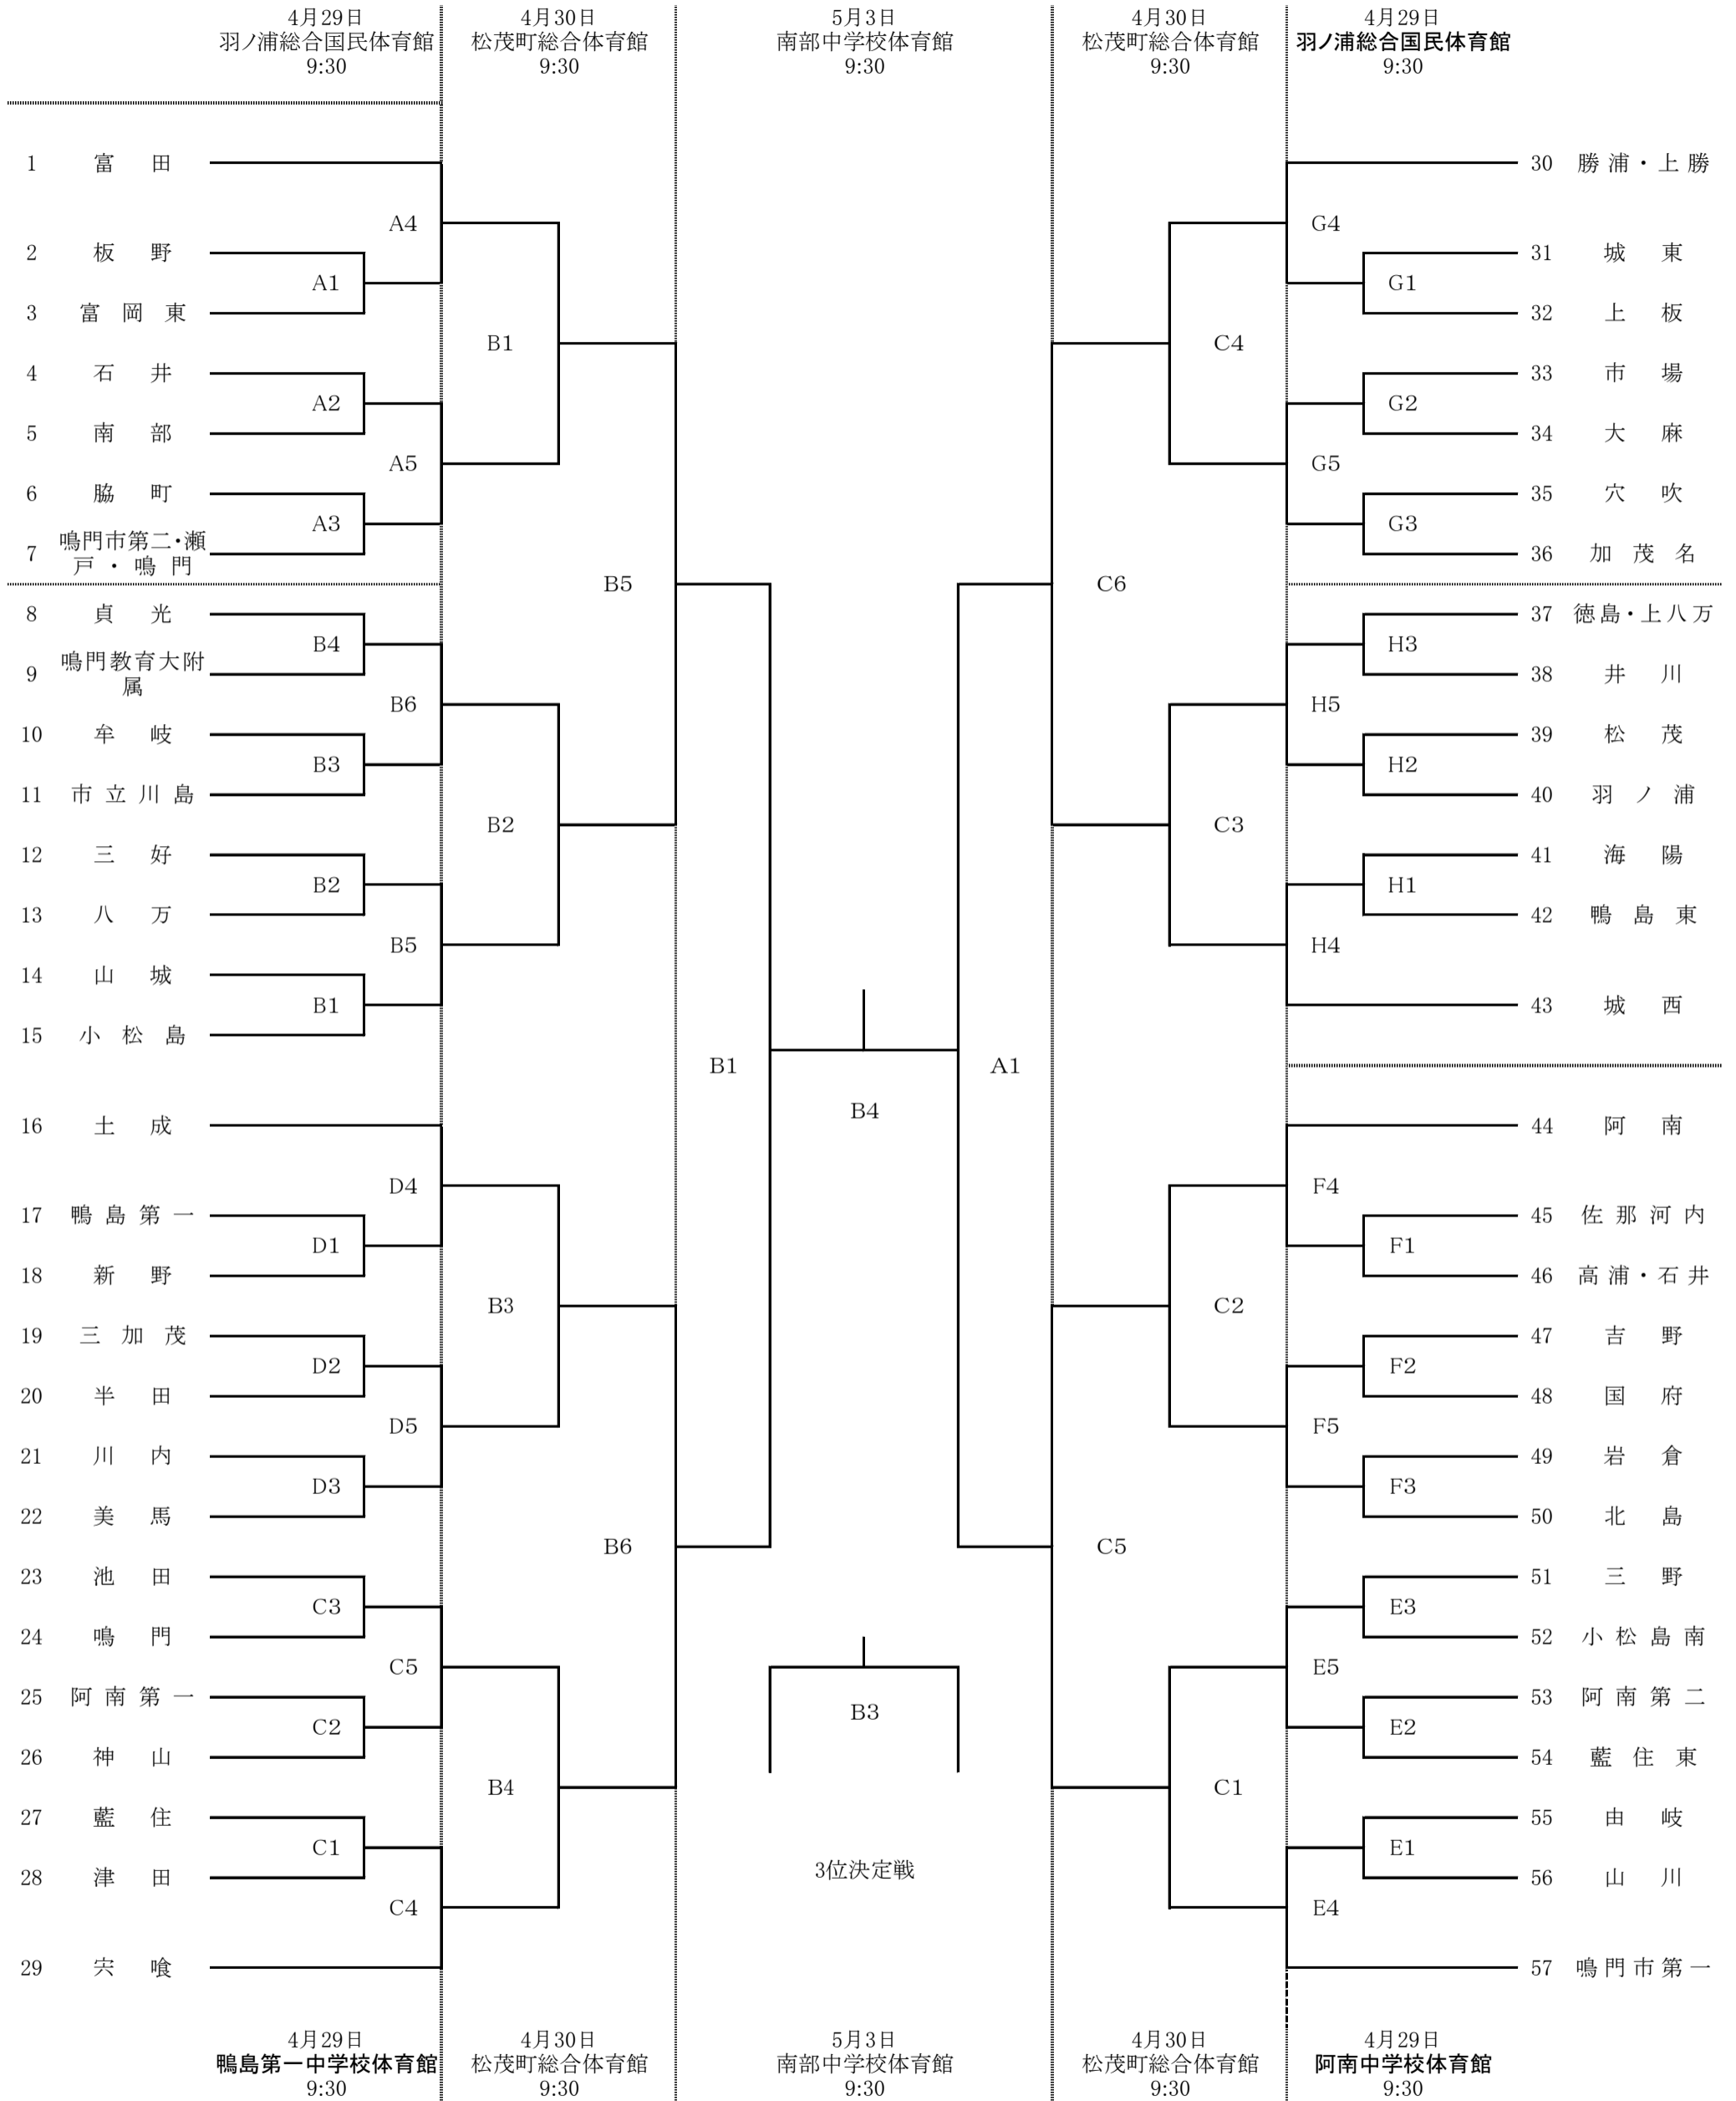 4月29日 4月30日 5月3日 4月30日 4月29日
羽ノ浦総合国民体育館 松茂町総合体育館 南部中学校体育館 松茂町総合体育館 羽ノ浦総合国民体育館
9:30 9:30 9:30 9:30 9:30
1 富田 30 勝浦・上勝
A4 G4
2 板野 31 城東
A1 G1
3 富岡東 32 上板
B1 C4
4 石井 33 市場
A2 G2
5 南部 34 大麻
A5 G5
6 脇町 35 穴吹
A3 G3
鳴門市第二・瀬
7 戸・鳴門 36 加茂名
B5 C6
8 貞光 37 徳島・上八万
B4 H3
鳴門教育大附
9 属 38 井川
B6 H5
10 牟岐 39 松茂
B3 H2
11 市立川島 40 羽ノ浦
B2 C3
12 三好 41 海陽
B2 H1
13 八万 42 鴨島東
B5 H4
14 山城
B1 43 城西
15 小松島
B1 A1
B4
16 土成 44 阿南
D4 F4
17 鴨島第一 45 佐那河内
D1 F1
18 新野 46 高浦・石井
B3 C2
19 三加茂 47 吉野
D2 F2
20 半田 48 国府
D5 F5
21 川内 49 岩倉
D3 F3
22 美馬 50 北島
B6 C5
23 池田 51 三野
C3 E3
24 鳴門 52 小松島南
C5 E5
25 阿南第一 53 阿南第二
C2 B3 E2
26 神山 54 藍住東
B4 C1
27 藍住 55 由岐
C1 E1
28 津田 3位決定戦 56 山川
C4 E4
29 宍喰 57 鳴門市第一
4月29日 4月30日 5月3日 4月30日 4月29日
鴨島第一中学校体育館 松茂町総合体育館 南部中学校体育館 松茂町総合体育館 阿南中学校体育館
9:30 9:30 9:30 9:30 9:30